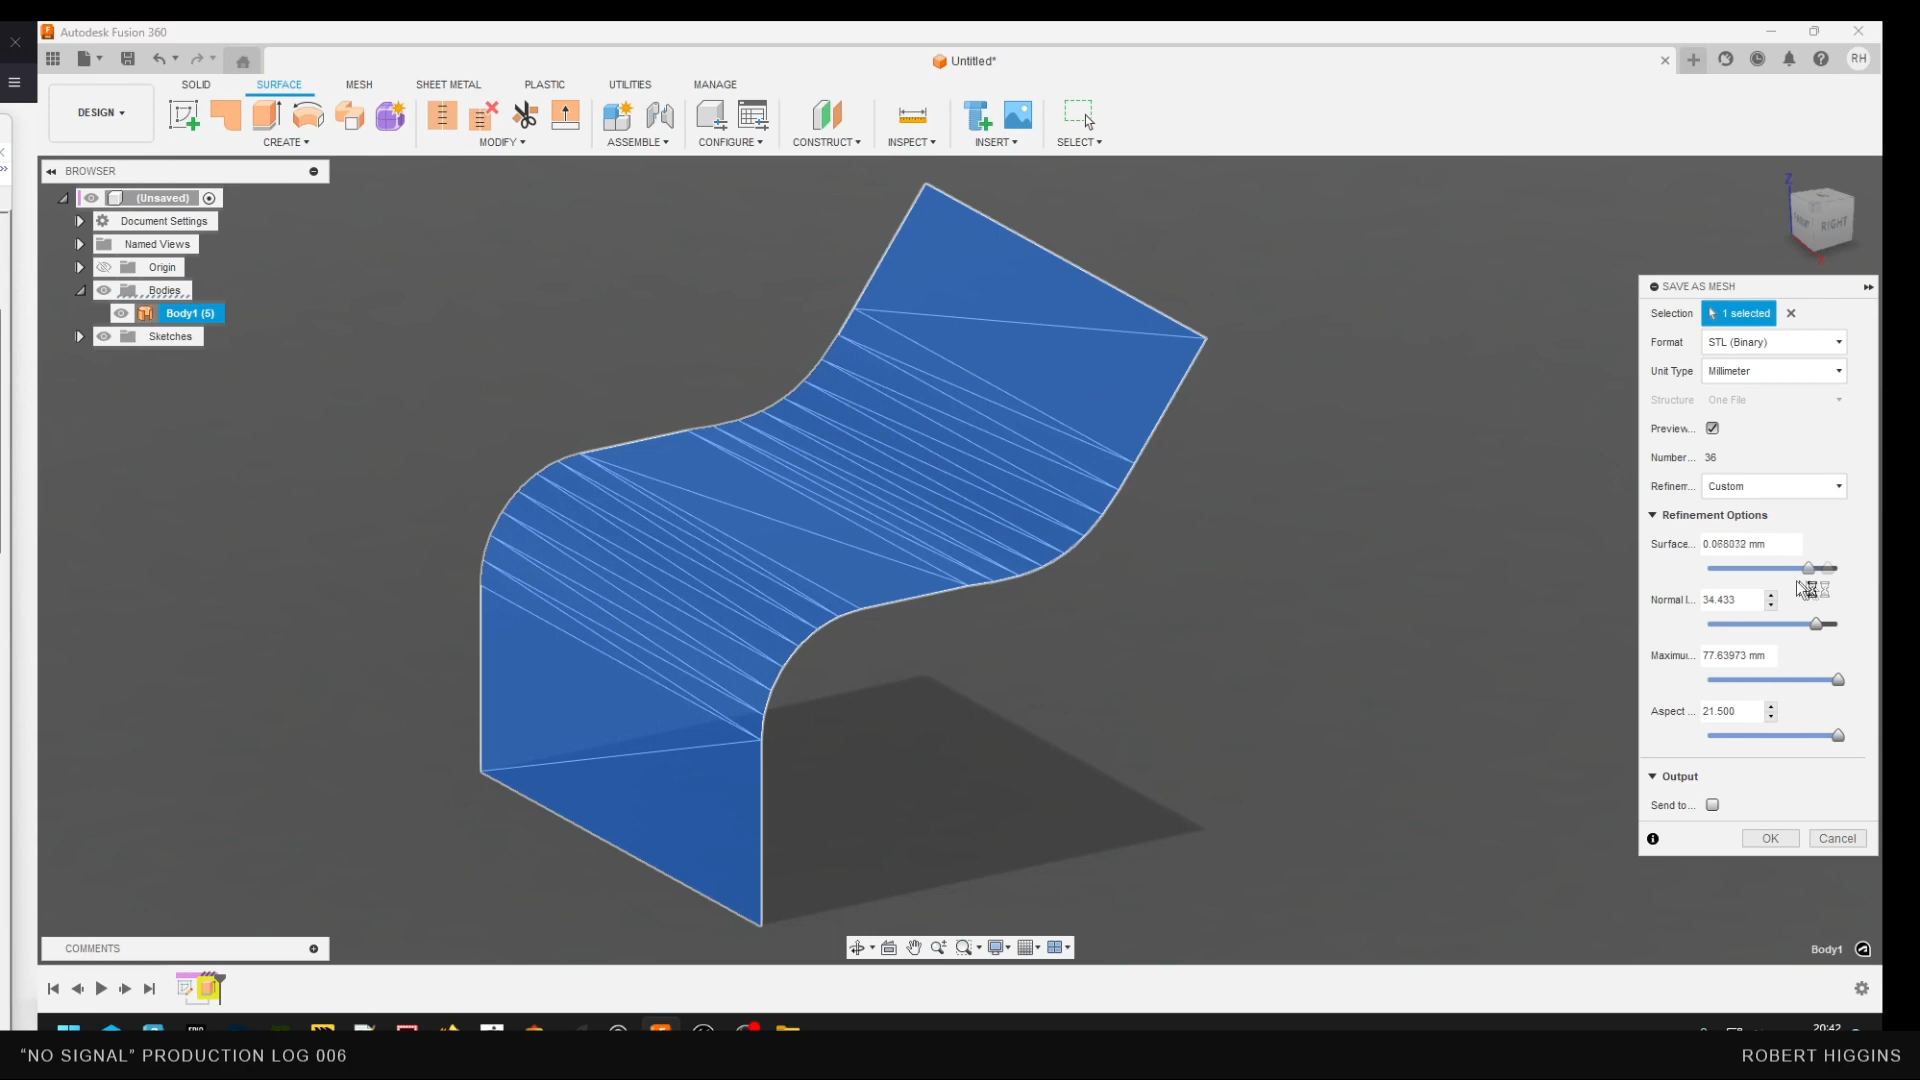 Autodesk Fusion 360
Untitled*
RH
DESIGN
SOLID
SURFACE
MESH
SHEET METAL
PLASTIC
UTILITIES
MANAGE
CREATE
MODIFY
ASSEMBLE
CONFIGURE
CONSTRUCT
INSPECT
INSERT
SELECT
BROWSER
(Unsaved)
Document Settings
Named Views
Origin
Bodies
Body1 (5)
Sketches
Z
RIGHT
SAVE AS MESH
Selection 1 selected
Format STL (Binary)
Unit Type Millimeter
Structure One File
Preview...
Number... 36
Refinem... Custom
Refinement Options
Surface... 0.068032 mm
Normal I... 34.433
Maximu... 77.63973 mm
Aspect ... 21.500
Output
Send to...
OK Cancel
COMMENTS
Body1
20:42
“NO SIGNAL” PRODUCTION LOG 006
ROBERT HIGGINS